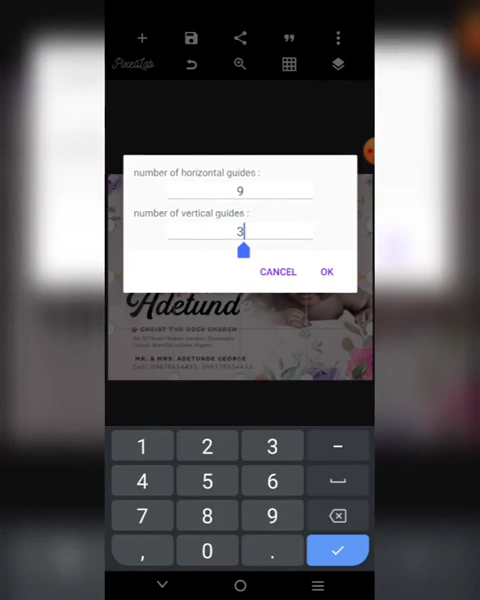 PixelLab
number of horizontal guides :
9
number of vertical guides :
3
CANCEL OK
Adetunde
@ CHRIST THE ROCK CHURCH
MR. & MRS. ADETUNDE GEORGE
1 2 3 -
4 5 6
7 8 9
, 0 .